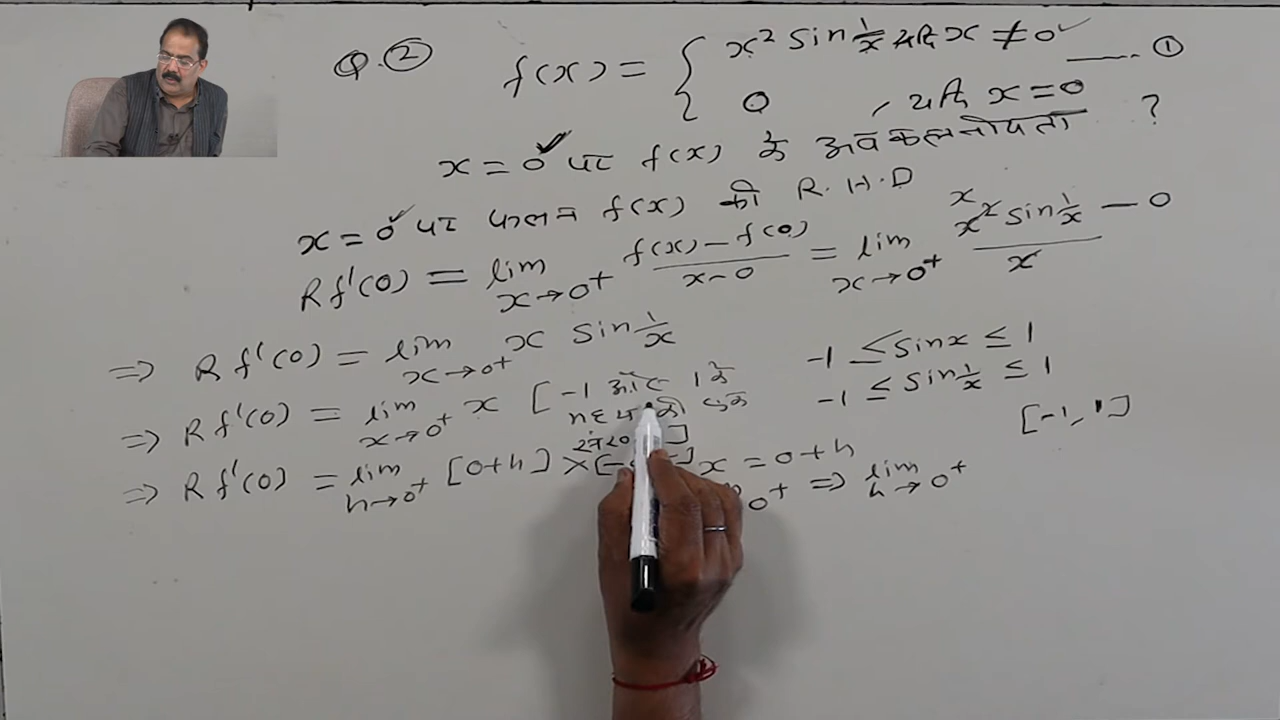 Q. ②
f(x) = { x² sin 1/x यदि x ≠ 0 ✓
0 , यदि x = 0 —— ①
x = 0 ✓ पर f(x) के अवकलनीयता ?
x = 0 ✓ पर फलन f(x) की R.H.D
Rf'(0) = lim x→0⁺ f(x) – f(0) / x – 0 = lim x→0⁺ x x² sin 1/x – 0 / x
⇒ Rf'(0) = lim x→0⁺ x sin 1/x
-1 ≤ sin x ≤ 1
⇒ Rf'(0) = lim x→0⁺ x [ -1 और 1 के
मध्य की एक
]
-1 ≤ sin 1/x ≤ 1
[-1, 1]
⇒ Rf'(0) = lim h→0⁺ [0+h] × [ ] x = 0+h
0⁺ ⇒ lim h→0⁺